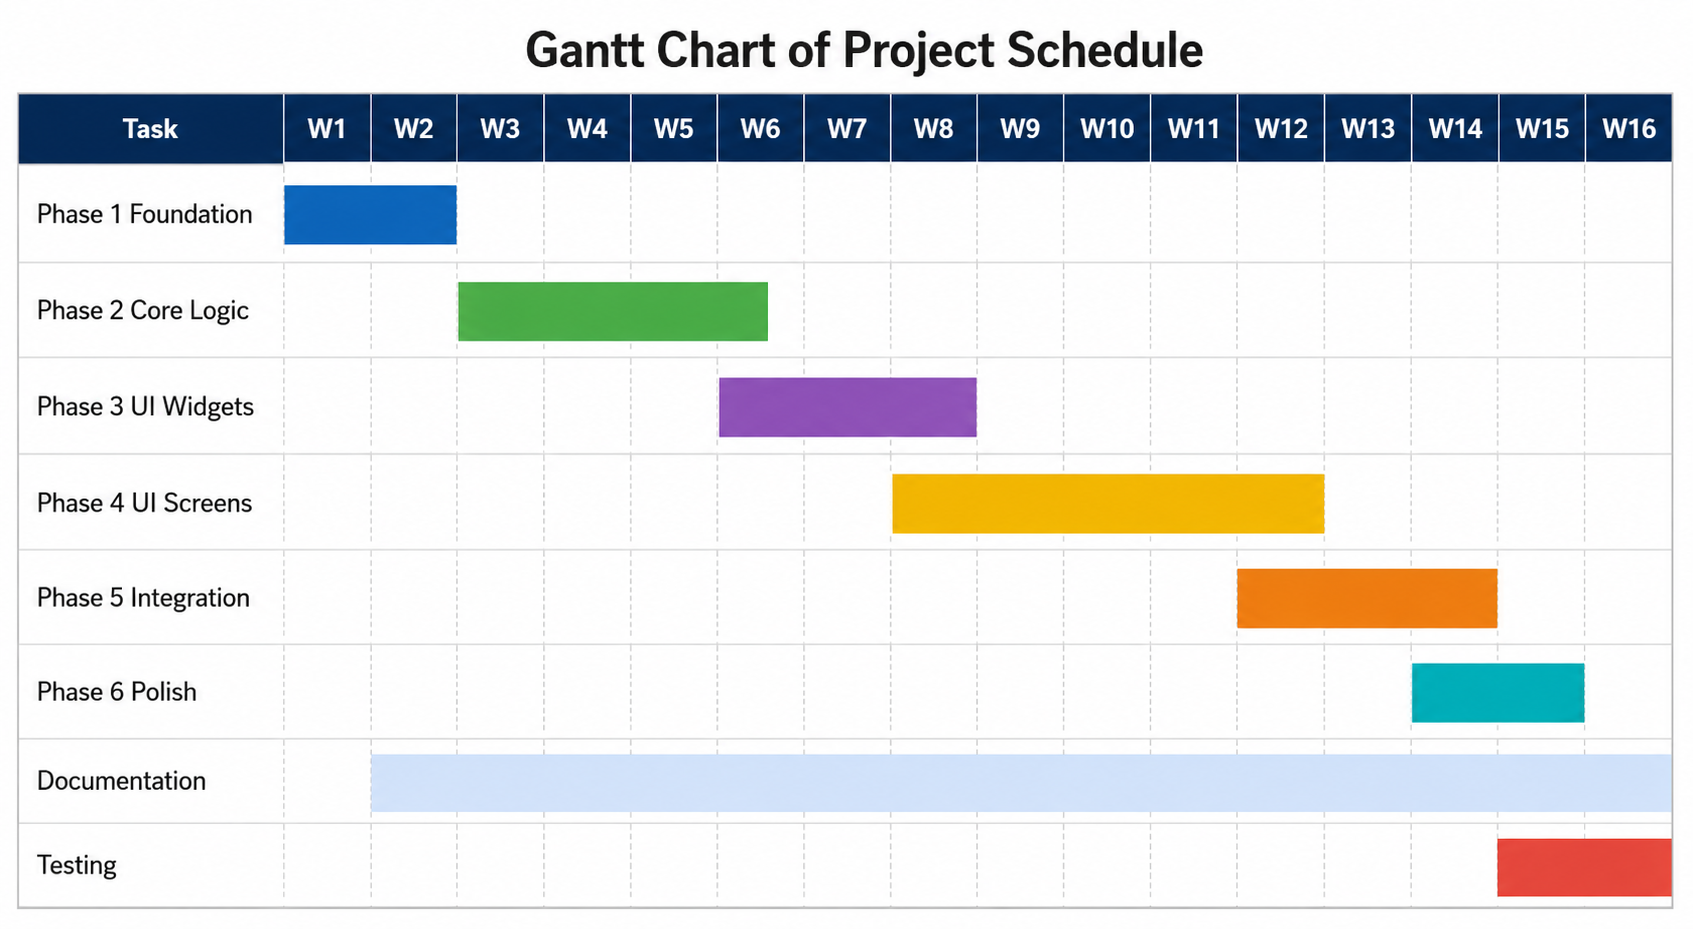 Gantt Chart of Project Schedule
Task W1 W2 W3 W4 W5 W6 W7 W8 W9 W10 W11 W12 W13 W14 W15 W16
Phase 1 Foundation
Phase 2 Core Logic
Phase 3 UI Widgets
Phase 4 UI Screens
Phase 5 Integration
Phase 6 Polish
Documentation
Testing